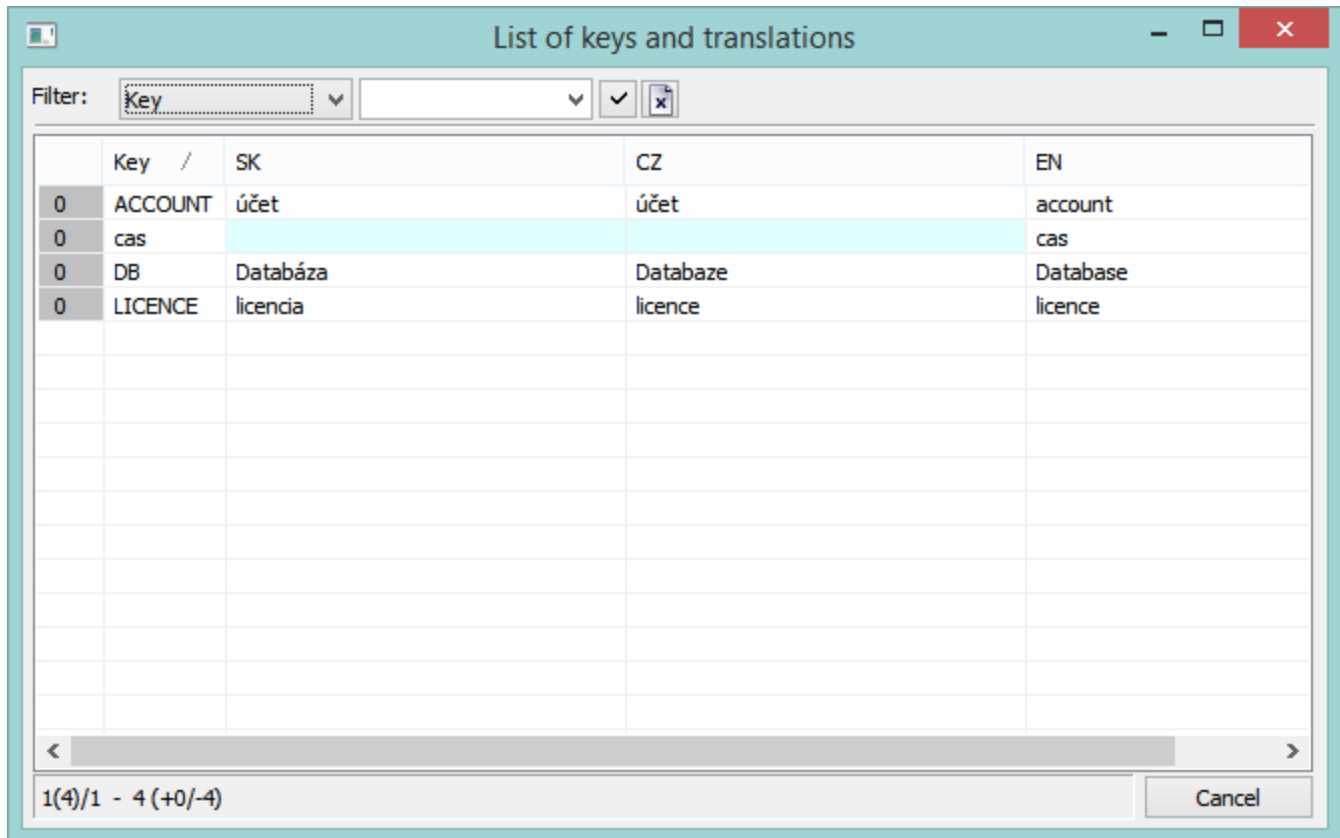 List of keys and translations
Filter: Key
Key / SK CZ EN
0 ACCOUNT účet účet account
0 cas cas
0 DB Databáza Databaze Database
0 LICENCE licencia licence licence
1(4)/1 - 4 (+0/-4) Cancel